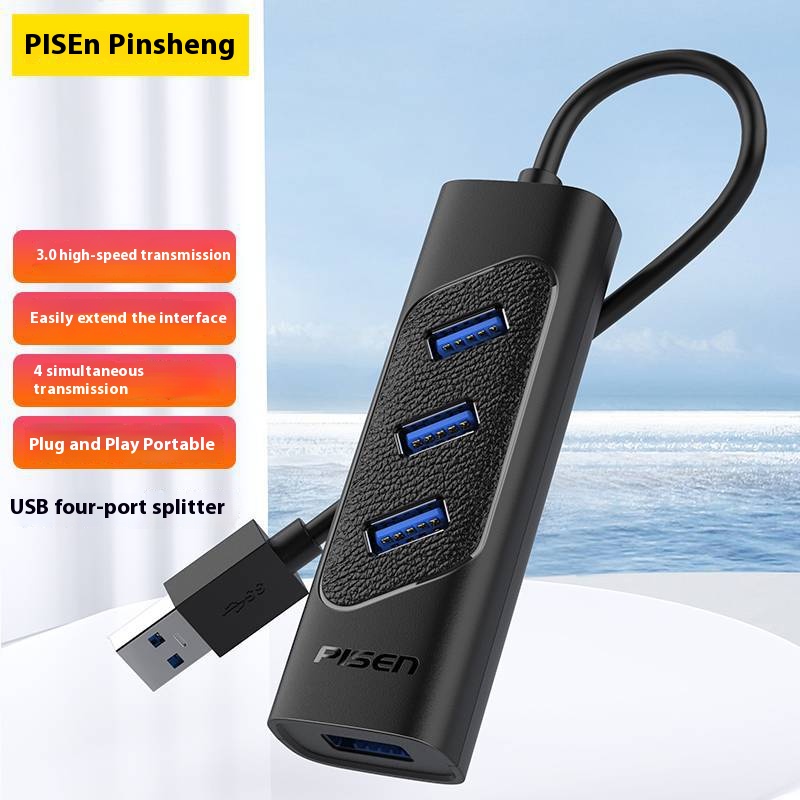 PISEn Pinsheng
3.0 high-speed transmission
Easily extend the interface
4 simultaneous
transmission
Plug and Play Portable
USB four-port splitter
SS
PISEN